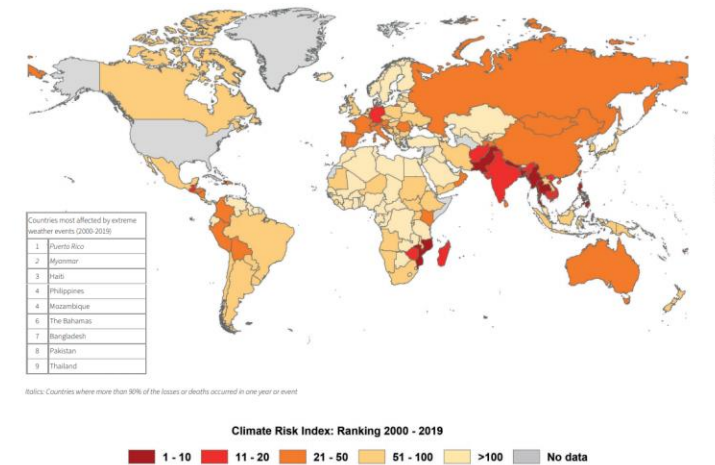 Countries most affected by extreme
weather events (2000-2019)
1 Puerto Rico
2 Myanmar
3 Haiti
4 Philippines
4 Mozambique
6 The Bahamas
7 Bangladesh
8 Pakistan
9 Thailand
Italics: Countries where more than 90% of the losses or deaths occurred in one year or event
Climate Risk Index: Ranking 2000 - 2019
1 - 10 11 - 20 21 - 50 51 - 100 >100 No data